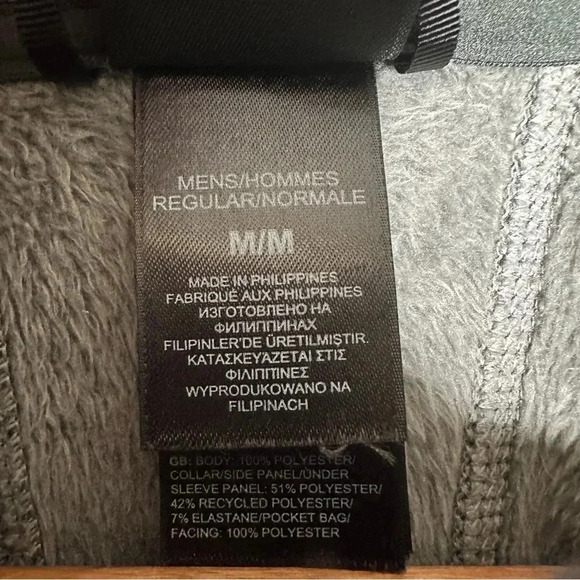 MENS/HOMMES
REGULAR/NORMALE
M/M
MADE IN PHILIPPINES
FABRIQUÉ AUX PHILIPPINES
ИЗГОТОВЛЕНО НА
ФИЛИППИНАХ
FILIPINLER'DE ÜRETILMIŞTIR.
ΚΑΤΑΣΚΕΥΑΖΕΤΑΙ ΣΤΙΣ
ΦΙΛΙΠΠΙΝΕΣ
WYPRODUKOWANO NA
FILIPINACH
GB: BODY: 100% POLYESTER/
COLLAR/SIDE PANEL/UNDER
SLEEVE PANEL: 51% POLYESTER/
42% RECYCLED POLYESTER/
7% ELASTANE/POCKET BAG/
FACING: 100% POLYESTER